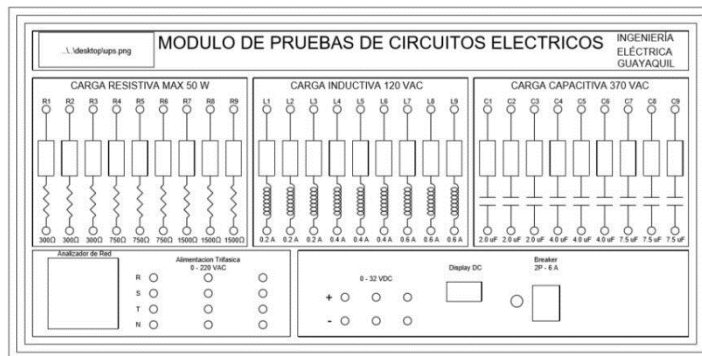 ..\..\desktop\ups.png
MODULO DE PRUEBAS DE CIRCUITOS ELECTRICOS
INGENIERÍA
ELÉCTRICA
GUAYAQUIL
CARGA RESISTIVA MAX 50 W
R1 R2 R3 R4 R5 R6 R7 R8 R9
300Ω 300Ω 300Ω 750Ω 750Ω 750Ω 1500Ω 1500Ω 1500Ω
CARGA INDUCTIVA 120 VAC
L1 L2 L3 L4 L5 L6 L7 L8 L9
0.2 A 0.2 A 0.2 A 0.4 A 0.4 A 0.4 A 0.6 A 0.6 A 0.6 A
CARGA CAPACITIVA 370 VAC
C1 C2 C3 C4 C5 C6 C7 C8 C9
2.0 uF 2.0 uF 2.0 uF 4.0 uF 4.0 uF 4.0 uF 7.5 uF 7.5 uF 7.5 uF
Analizador de Red
Alimentacion Trifasica
0 - 220 VAC
R
S
T
N
0 - 32 VDC
+
-
Display DC
Breaker
2P - 6 A